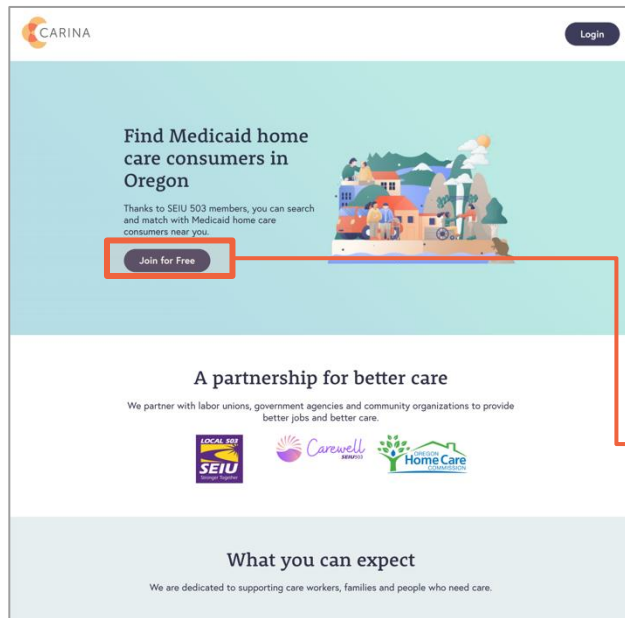 CARINA
Login
Find Medicaid home
care consumers in
Oregon
Thanks to SEIU 503 members, you can search
and match with Medicaid home care
consumers near you.
Join for Free
A partnership for better care
We partner with labor unions, government agencies and community organizations to provide
better jobs and better care.
LOCAL 503
SEIU
Stronger Together
Carewell
SEIU503
OREGON
Home Care
COMMISSION
What you can expect
We are dedicated to supporting care workers, families and people who need care.